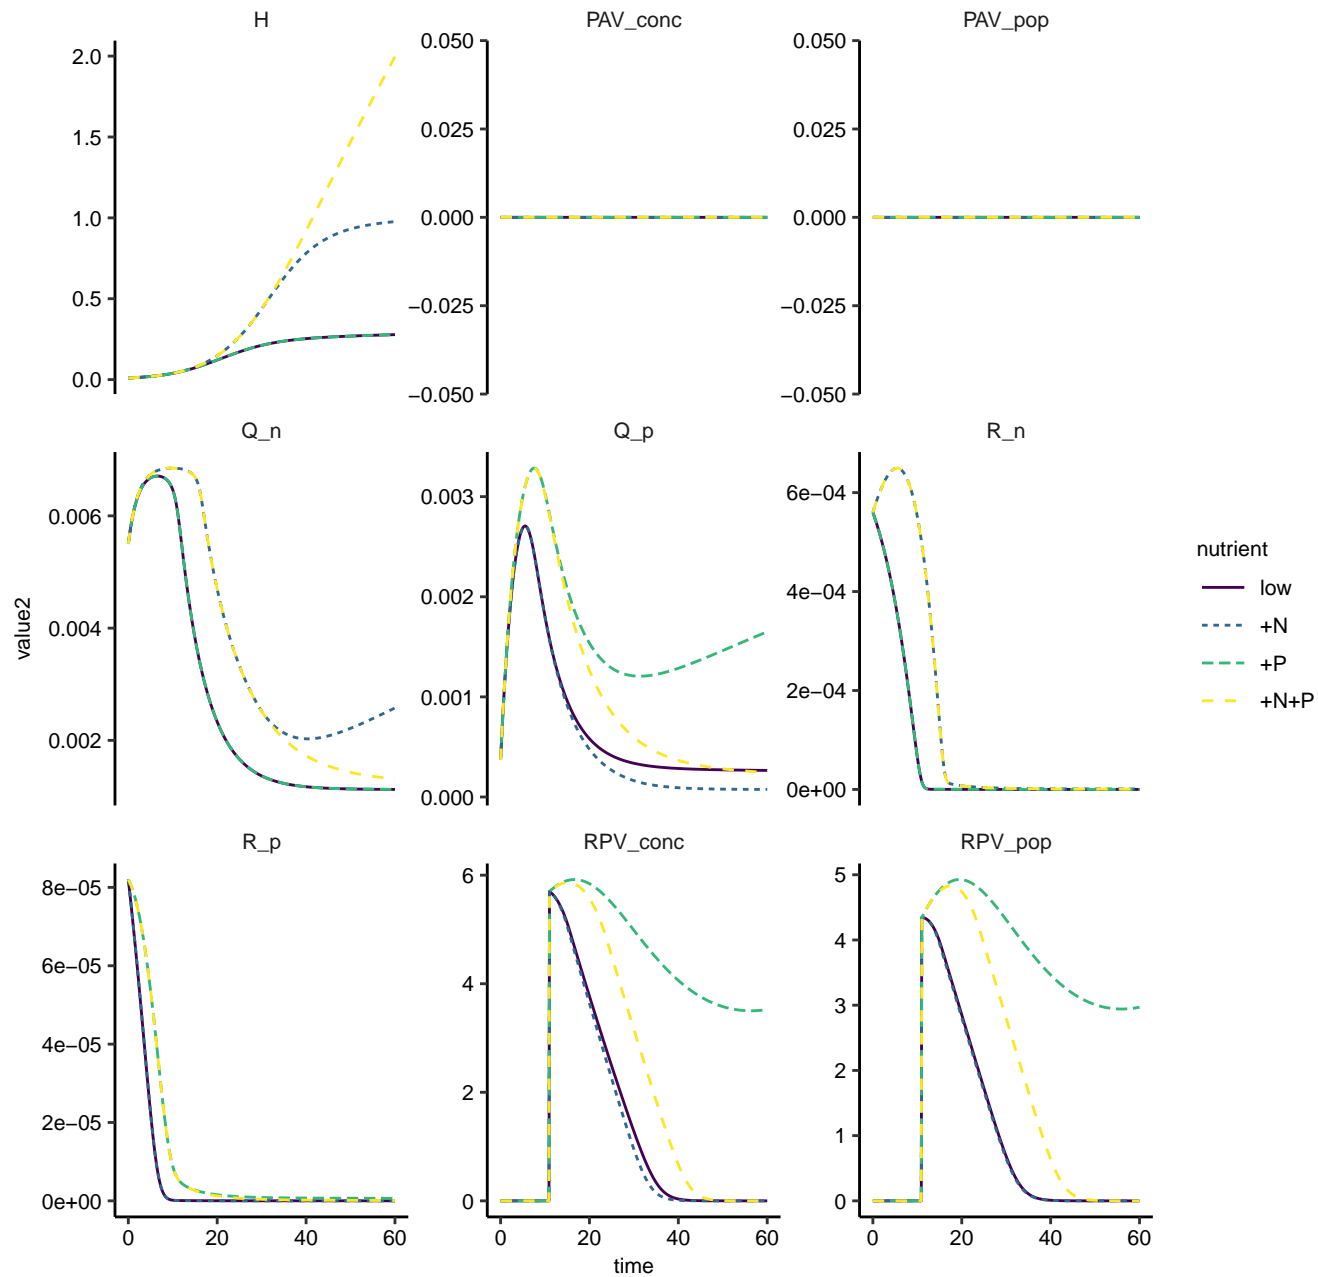 H
PAV_conc
PAV_pop
2.0
1.5
1.0
0.5
0.0
0.050
0.025
0.000
−0.025
−0.050
0.050
0.025
0.000
−0.025
−0.050
Q_n
Q_p
R_n
0.006
0.004
0.002
0.003
0.002
0.001
0.000
6e−04
4e−04
2e−04
0e+00
value2
nutrient
low
+N
+P
+N+P
R_p
RPV_conc
RPV_pop
8e−05
6e−05
4e−05
2e−05
0e+00
6
4
2
0
5
4
3
2
1
0
0 20 40 60
0 20 40 60
0 20 40 60
time